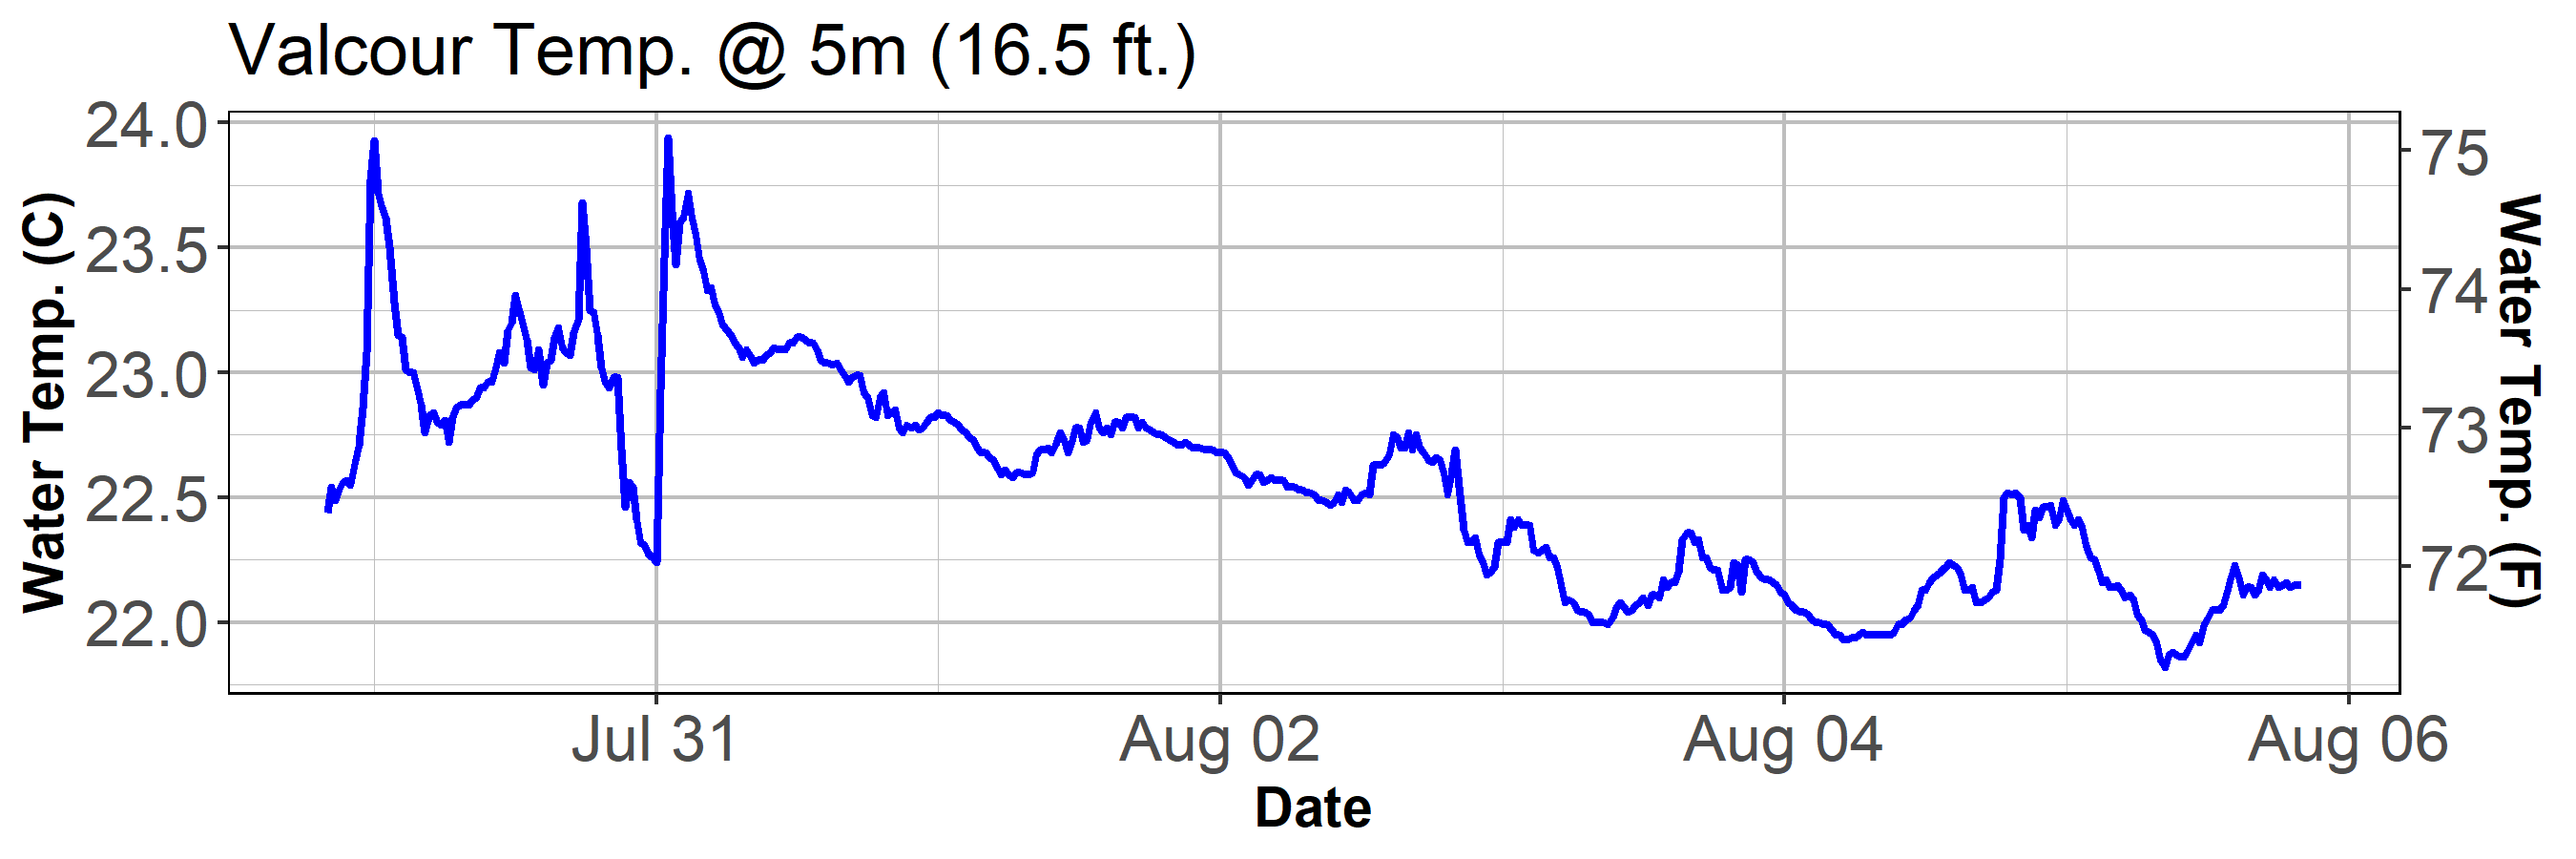 Valcour Temp. @ 5m (16.5 ft.)
Water Temp. (C)
24.0
23.5
23.0
22.5
22.0
75
74
73
72
Water Temp. (F)
Jul 31
Aug 02
Aug 04
Aug 06
Date